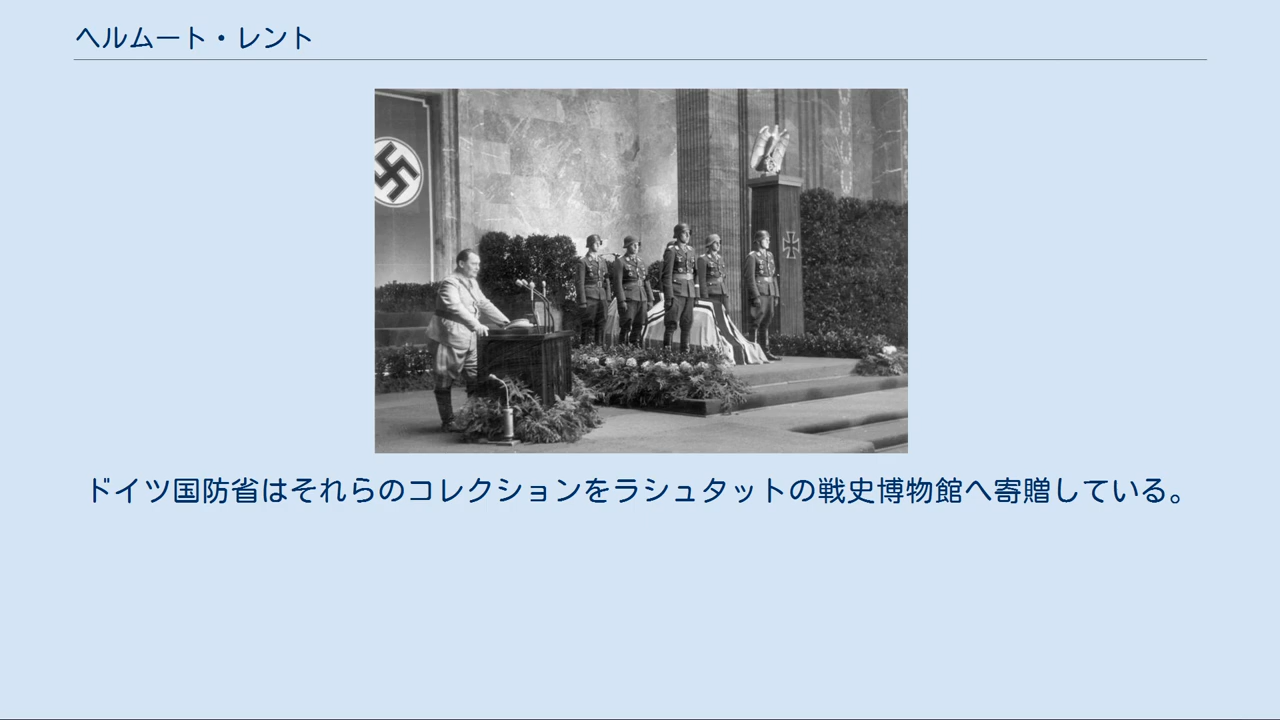 ヘルムート・レント
ドイツ国防省はそれらのコレクションをラシュタットの戦史博物館へ寄贈している。